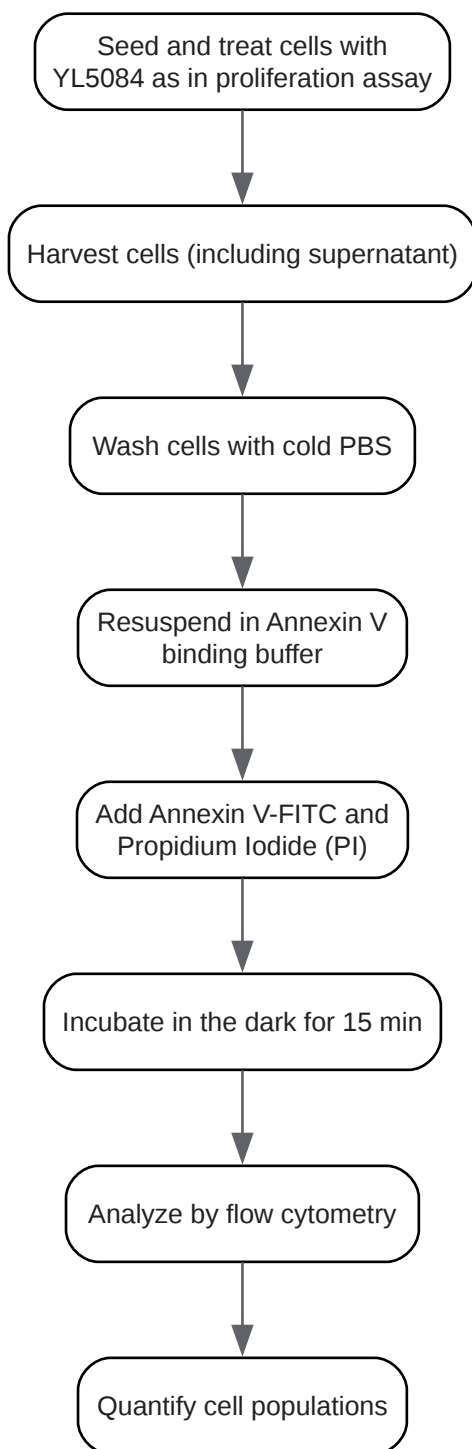 Seed and treat cells with
YL5084 as in proliferation assay
Harvest cells (including supernatant)
Wash cells with cold PBS
Resuspend in Annexin V
binding buffer
Add Annexin V-FITC and
Propidium Iodide (PI)
Incubate in the dark for 15 min
Analyze by flow cytometry
Quantify cell populations